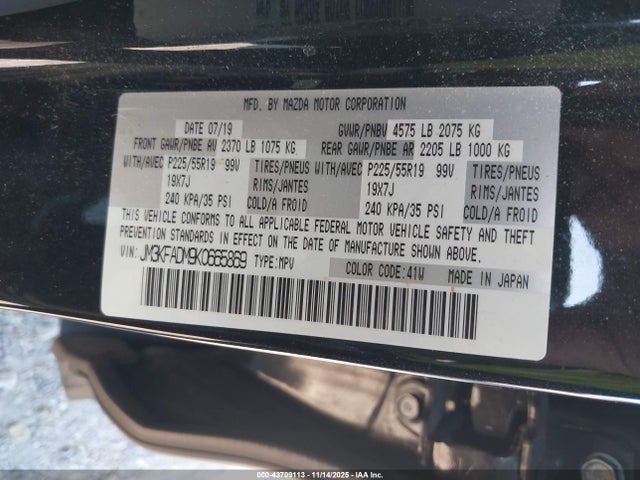 MFD. BY MAZDA MOTOR CORPORATION
DATE 07/19 GVWR/PNBV 4575 LB 2075 KG
FRONT GAWR/PNBE AV 2370 LB 1075 KG REAR GAWR/PNBE AR 2205 LB 1000 KG
WITH/AVEC P225/55R19 99V TIRES/PNEUS WITH/AVEC P225/55R19 99V TIRES/PNEUS
19X7J RIMS/JANTES 19X7J RIMS/JANTES
240 KPA/35 PSI COLD/A FROID 240 KPA/35 PSI COLD/A FROID
THIS VEHICLE CONFORMS TO ALL APPLICABLE FEDERAL MOTOR VEHICLE SAFETY AND THEFT
PREVENTION STANDARDS IN EFFECT ON THE DATE OF MANUFACTURE SHOWN ABOVE.
VIN: JM3KFADM9K0665869 TYPE:MPV COLOR CODE:41W MADE IN JAPAN
000-43709113 - 11/14/2025 - IAA Inc.